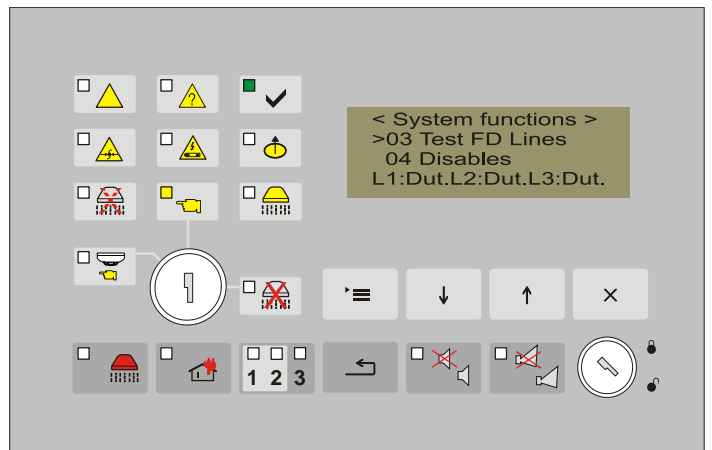 ?
< System functions >
>03 Test FD Lines
04 Disables
L1:Dut.L2:Dut.L3:Dut.
1 2 3